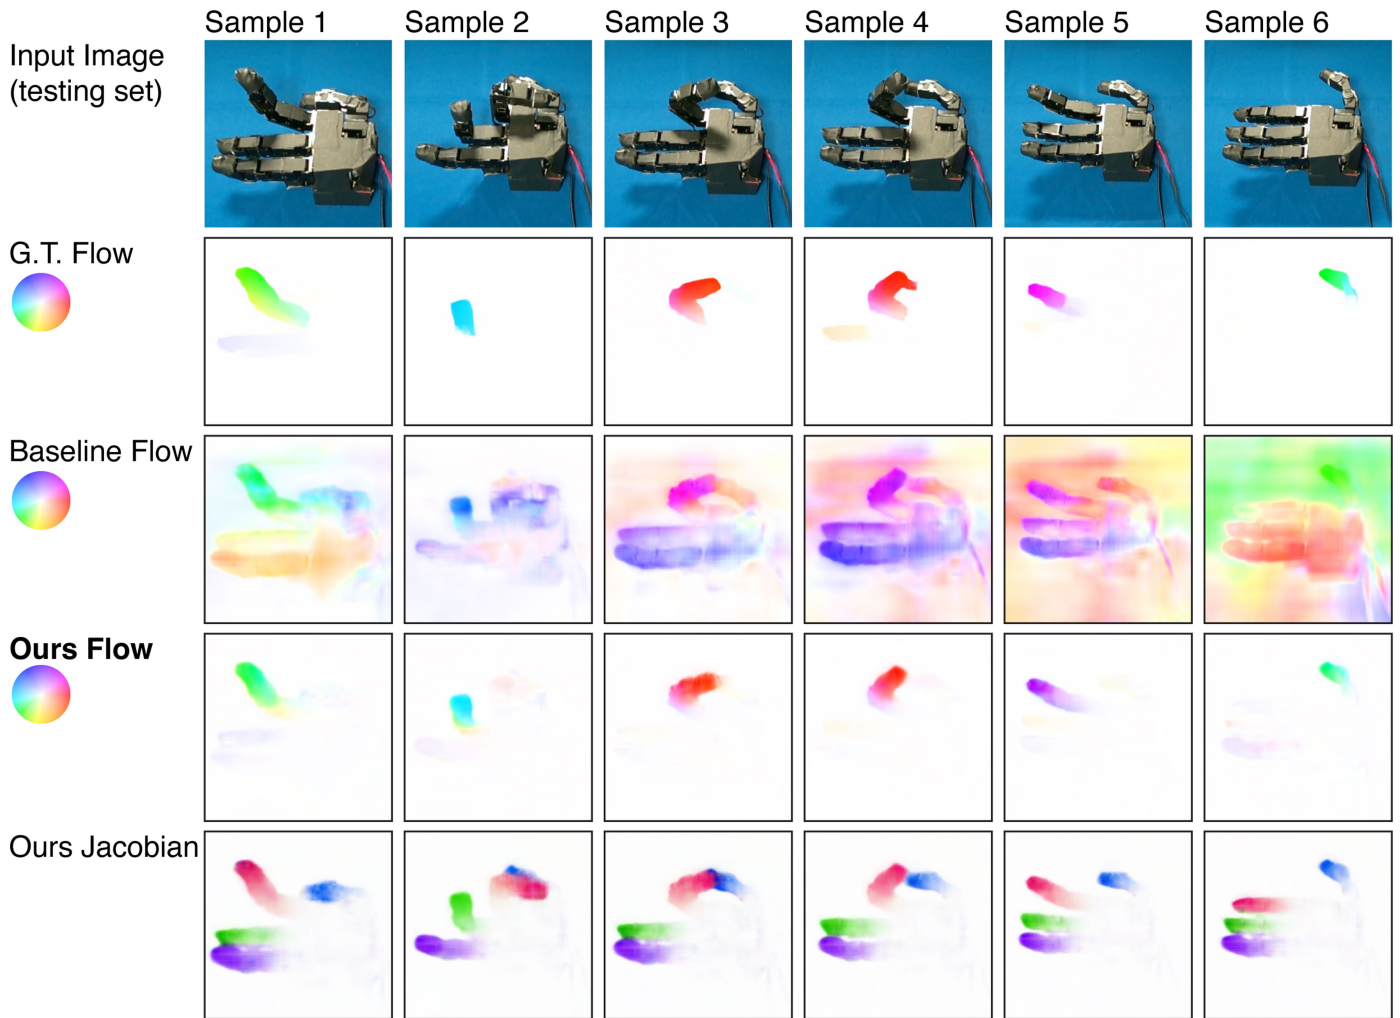 Sample 1 Sample 2 Sample 3 Sample 4 Sample 5 Sample 6
Input Image
(testing set)
G.T. Flow
Baseline Flow
Ours Flow
Ours Jacobian